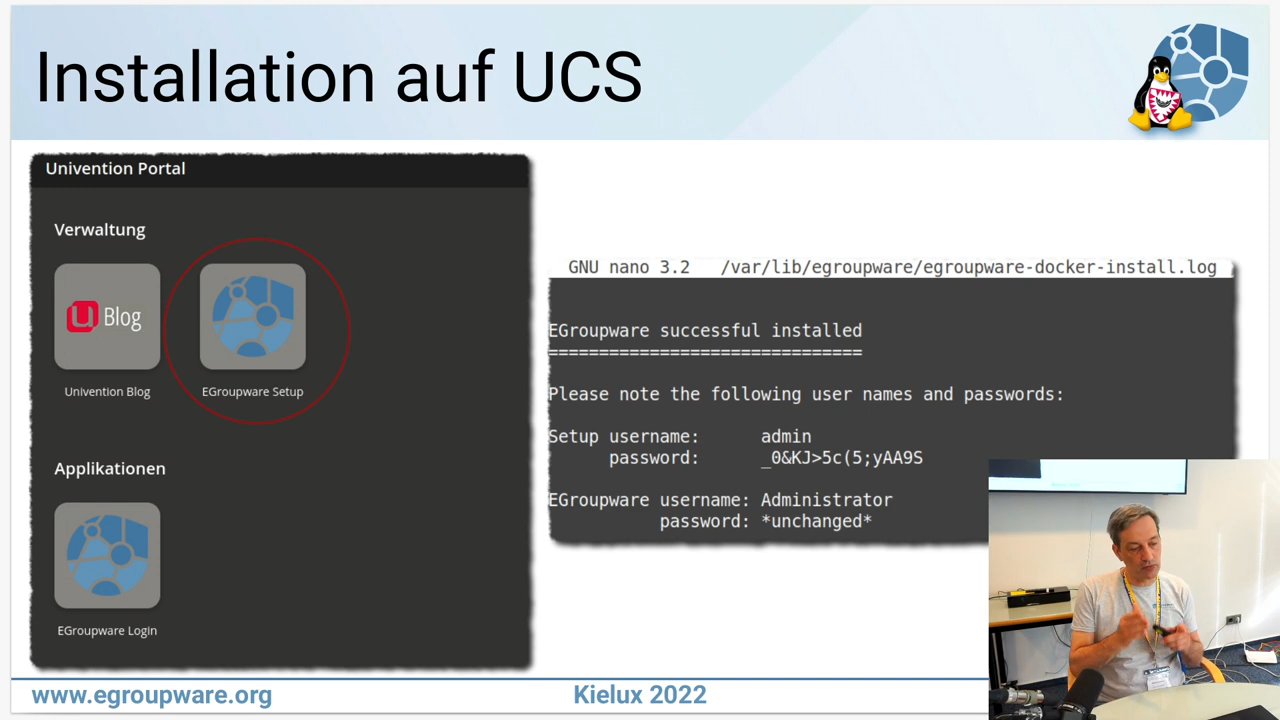 Installation auf UCS
Univention Portal
Verwaltung
u Blog
Univention Blog
EGroupware Setup
Applikationen
EGroupware Login
GNU nano 3.2 /var/lib/egroupware/egroupware-docker-install.log
EGroupware successful installed
==============================
Please note the following user names and passwords:
Setup username: admin
password: _0&KJ>5c(5;yAA9S
EGroupware username: Administrator
password: *unchanged*
www.egroupware.org
Kielux 2022